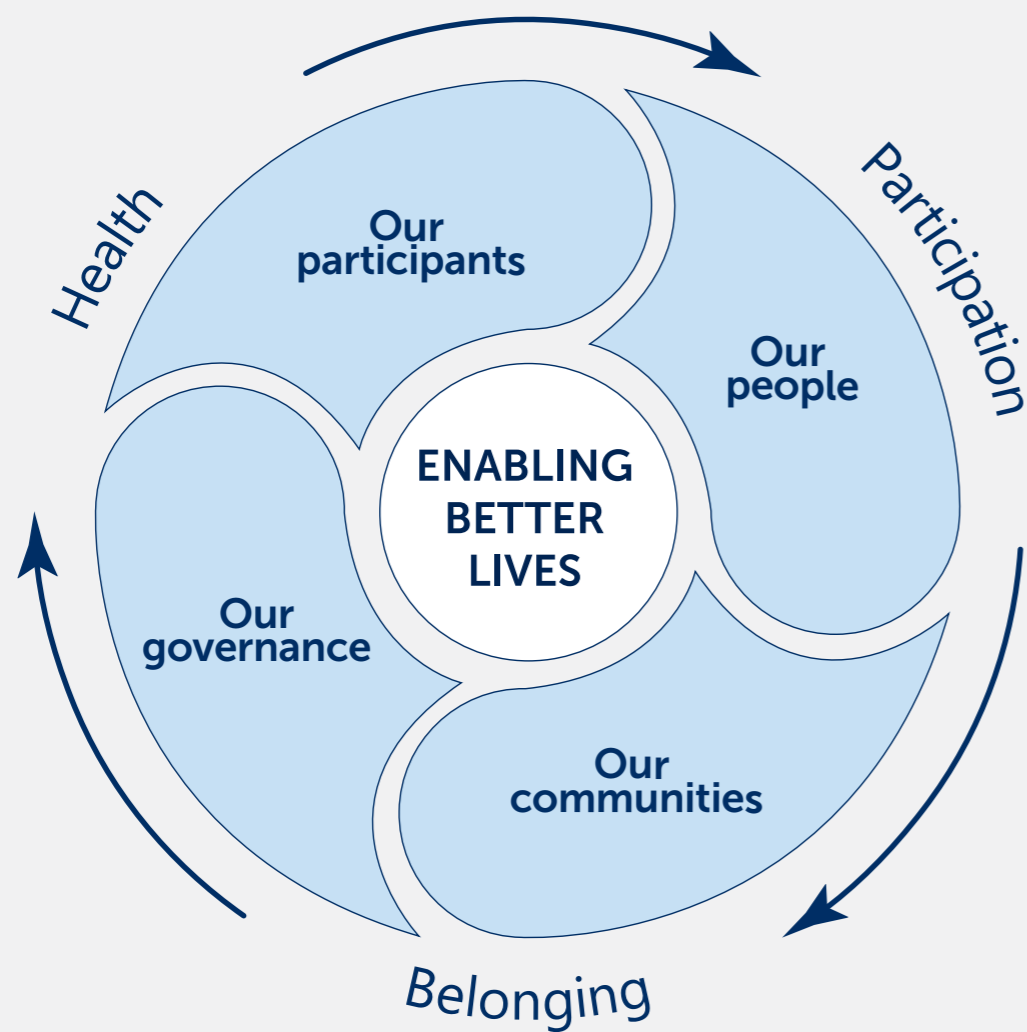 Health
Participation
Our
participants
Our
people
ENABLING
BETTER
LIVES
Our
governance
Our
communities
Belonging